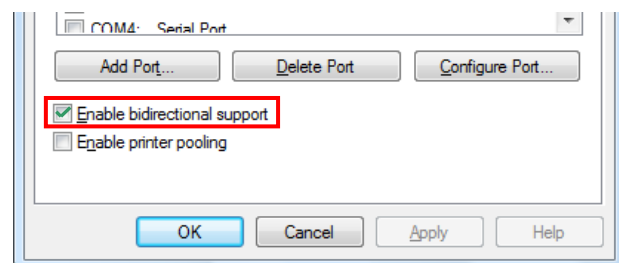 COM4: Serial Port
Add Port... Delete Port Configure Port...
Enable bidirectional support
Enable printer pooling
OK Cancel Apply Help